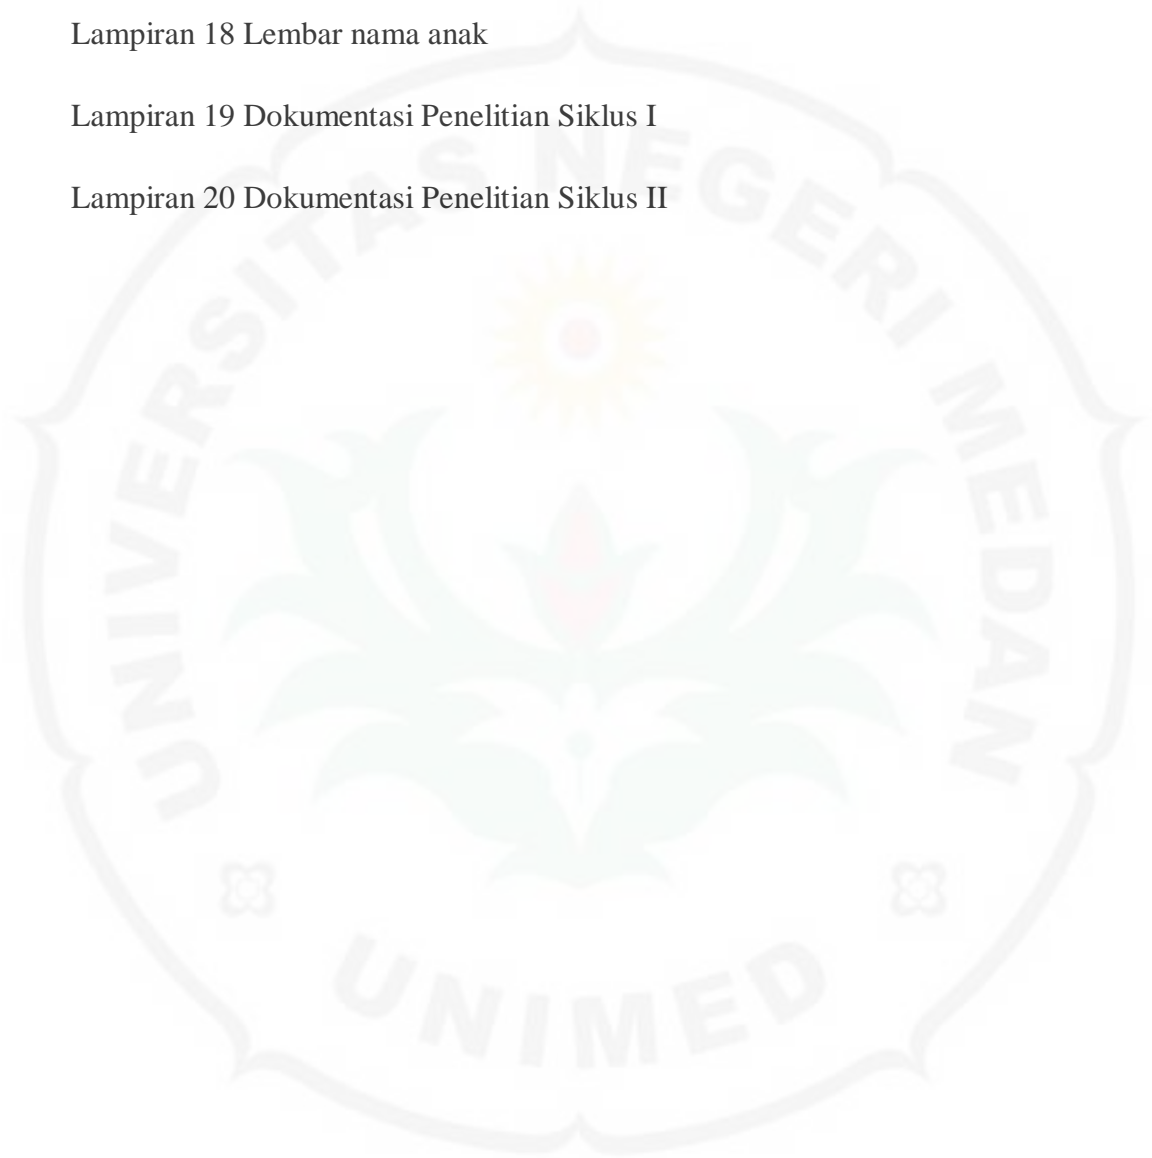 Lampiran 18 Lembar nama anak
Lampiran 19 Dokumentasi Penelitian Siklus I
Lampiran 20 Dokumentasi Penelitian Siklus II
UNIVERSITAS NEGERI MEDAN
UNIMED